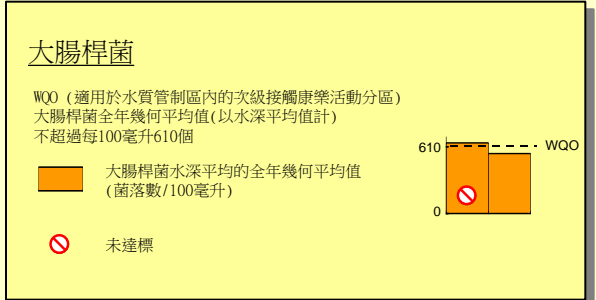 大腸桿菌
WQO (適用於水質管制區內的次級接觸康樂活動分區)
大腸桿菌全年幾何平均值(以水深平均值計)
不超過每100毫升610個
大腸桿菌水深平均的全年幾何平均值
(菌落數/100毫升)
未達標
610
WQO
0